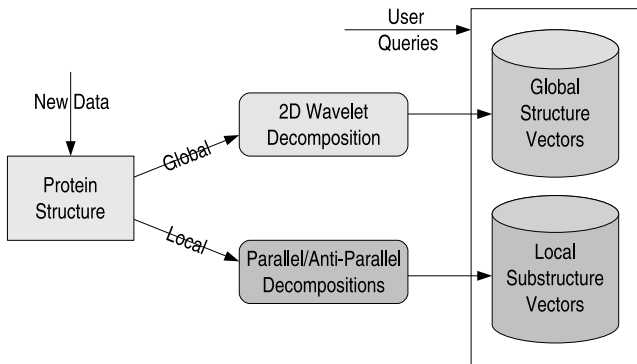 User
Queries
New Data
Global
Structure
Vectors
2D Wavelet
Decomposition
Global
Protein
Structure
Local
Parallel/Anti-Parallel
Decompositions
Local
Substructure
Vectors